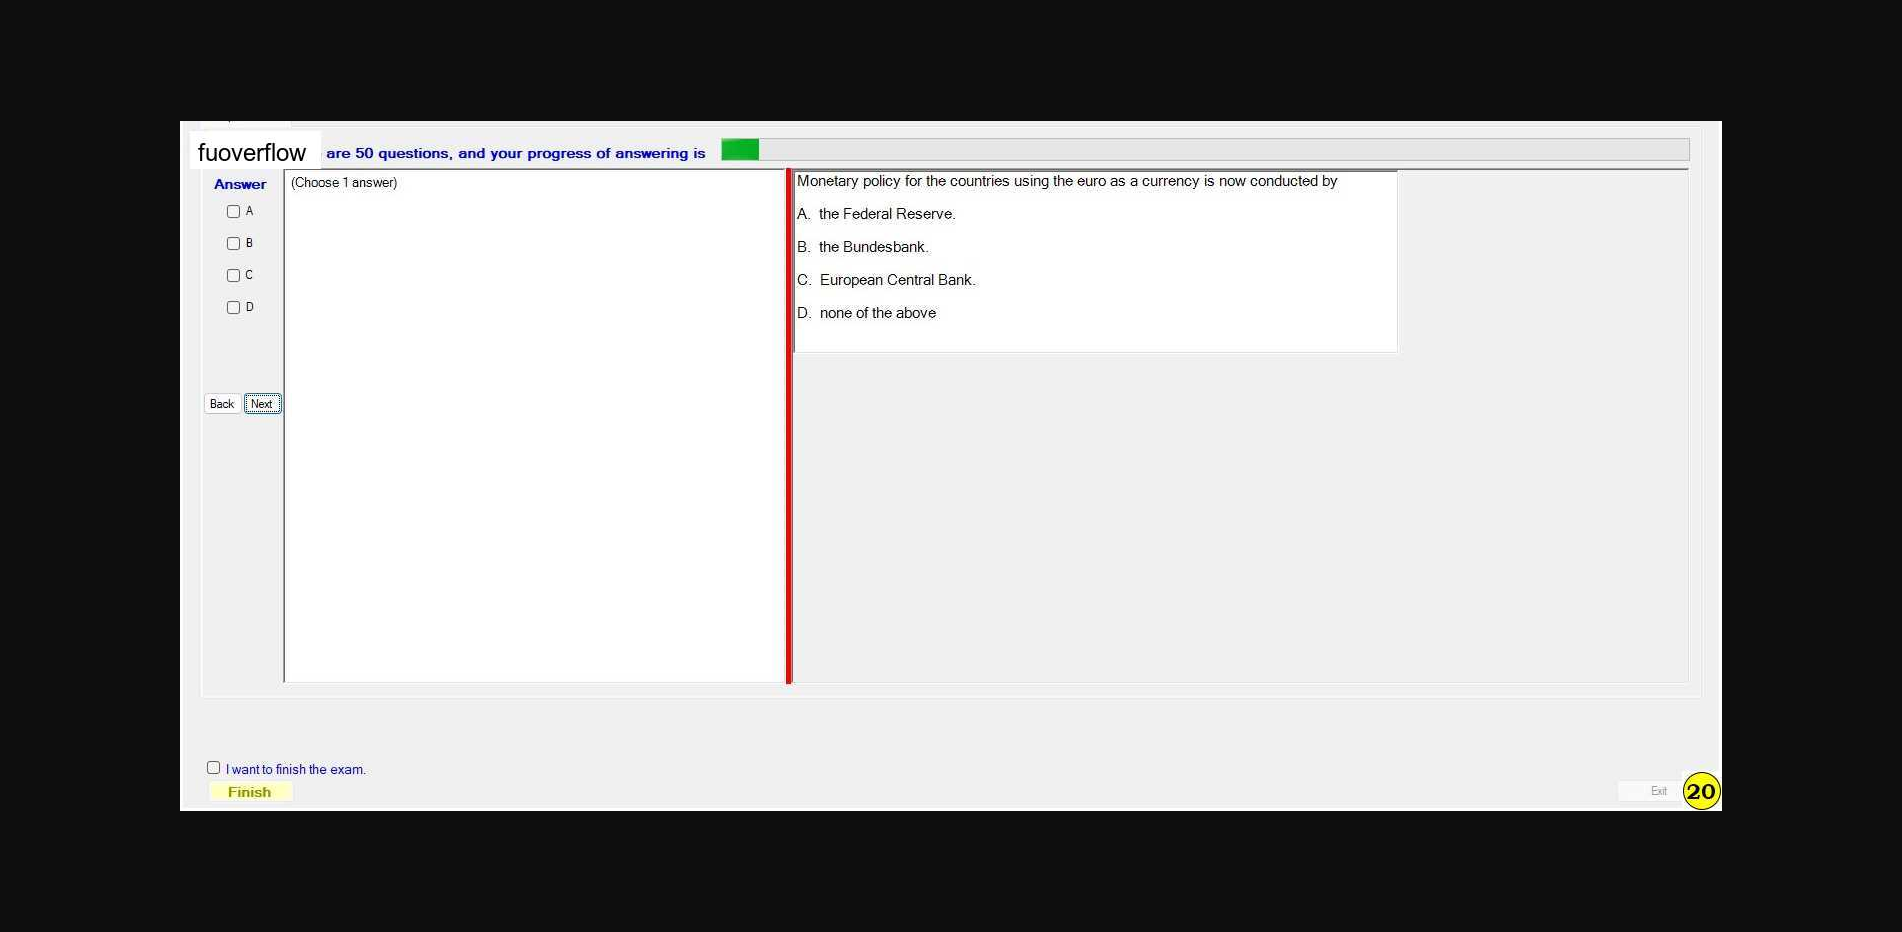 fuoverflow are 50 questions, and your progress of answering is
Answer
(Choose 1 answer)
A
B
C
D
Back Next
Monetary policy for the countries using the euro as a currency is now conducted by
A. the Federal Reserve.
B. the Bundesbank.
C. European Central Bank.
D. none of the above
I want to finish the exam.
Finish
Exit
20